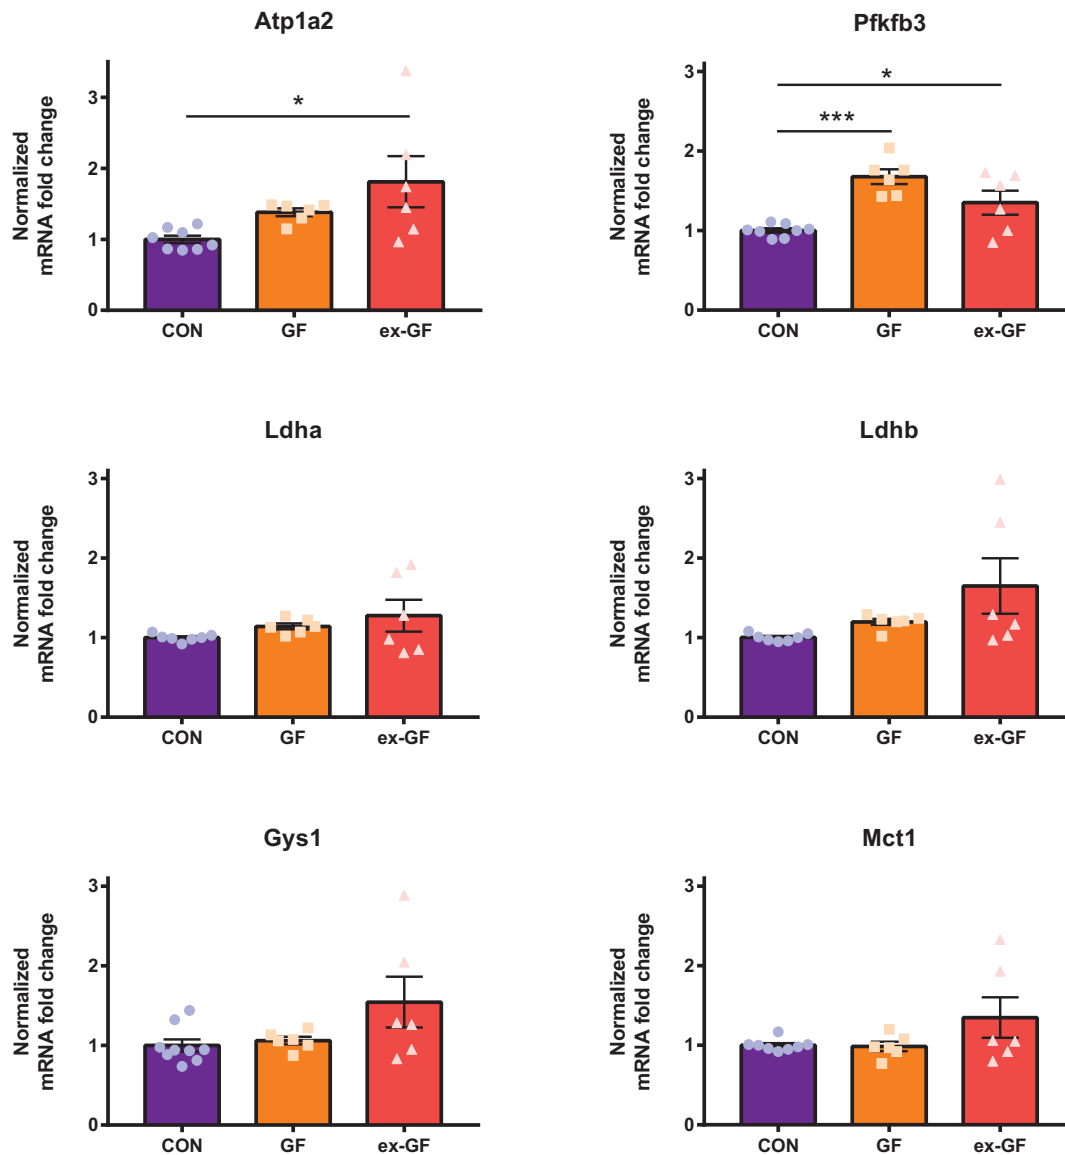 Atp1a2
Normalized
mRNA fold change
3
2
1
0
*
CON GF ex-GF
Pfkfb3
Normalized
mRNA fold change
3
2
1
0
*
***
CON GF ex-GF
Ldha
Normalized
mRNA fold change
3
2
1
0
CON GF ex-GF
Ldhb
Normalized
mRNA fold change
3
2
1
0
CON GF ex-GF
Gys1
Normalized
mRNA fold change
3
2
1
0
CON GF ex-GF
Mct1
Normalized
mRNA fold change
3
2
1
0
CON GF ex-GF